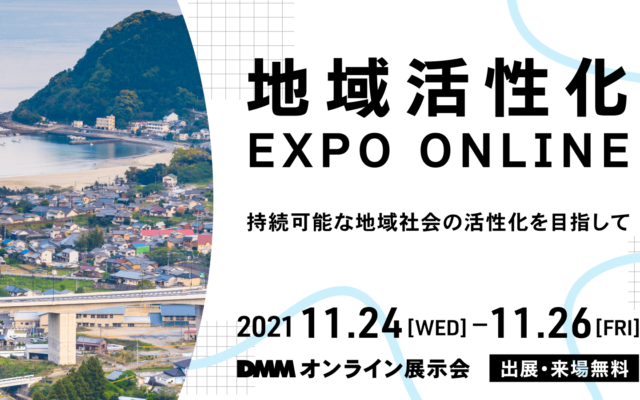 地域活性化
EXPO ONLINE
持続可能な地域社会の活性化を目指して
2021 11.24 [WED] – 11.26 [FRI]
DMM オンライン展示会 出展・来場無料